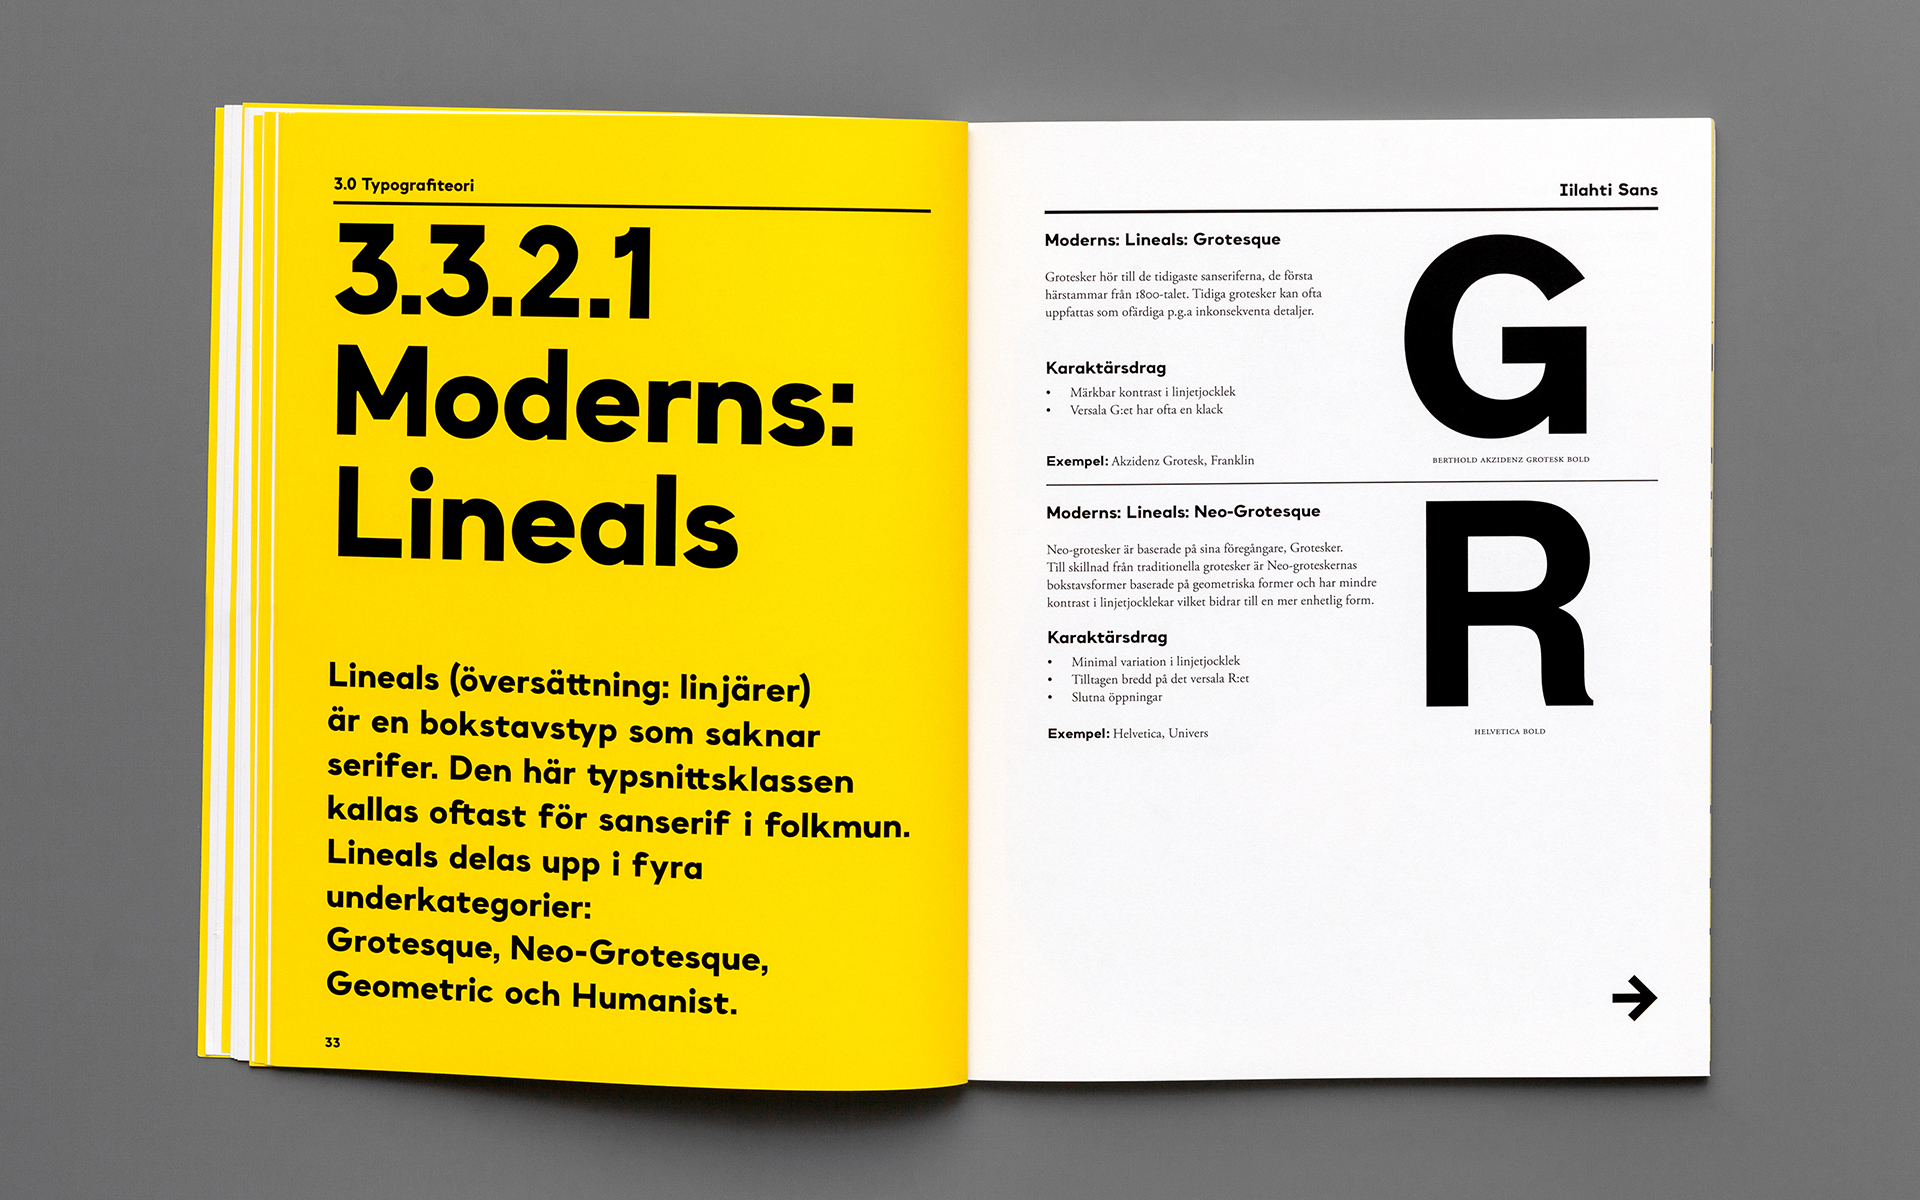 3.0 Typografiteori
3.3.2.1
Moderns:
Lineals
Lineals (översättning: linjärer)
är en bokstavstyp som saknar
serifer. Den här typsnittsklassen
kallas oftast för sanserif i folkmun.
Lineals delas upp i fyra
underkategorier:
Grotesque, Neo-Grotesque,
Geometric och Humanist.
33
Iilahti Sans
Moderns: Lineals: Grotesque
Grotesker hör till de tidigaste sanseriferna, de första
härstammar från 1800-talet. Tidiga grotesker kan ofta
uppfattas som ofärdiga p.g.a inkonsekventa detaljer.
Karaktärsdrag
• Märkbar kontrast i linjetjocklek
• Versala G:et har ofta en klack
Exempel: Akzidenz Grotesk, Franklin
G
BERTHOLD AKZIDENZ GROTESK BOLD
Moderns: Lineals: Neo-Grotesque
Neo-grotesker är baserade på sina föregångare, Grotesker.
Till skillnad från traditionella grotesker är Neo-groteskernas
bokstavsformer baserade på geometriska former och har mindre
kontrast i linjetjocklekar vilket bidrar till en mer enhetlig form.
Karaktärsdrag
• Minimal variation i linjetjocklek
• Tilltagen bredd på det versala R:et
• Slutna öppningar
Exempel: Helvetica, Univers
R
HELVETICA BOLD